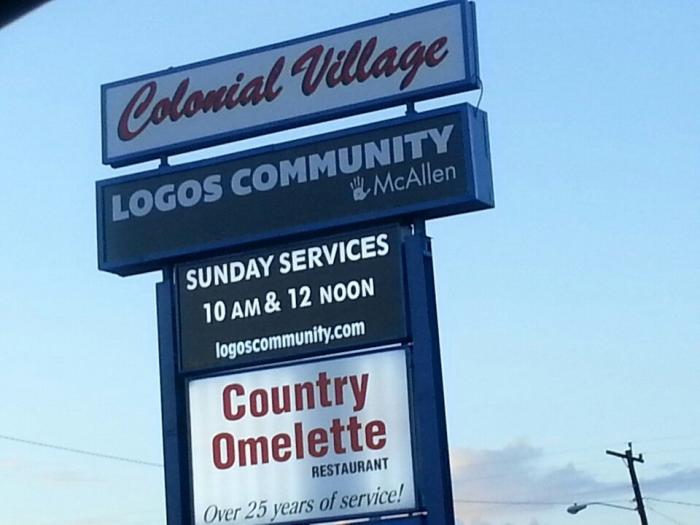 Colonial Village
LOGOS COMMUNITY
McAllen
SUNDAY SERVICES
10 AM & 12 NOON
logoscommunity.com
Country
Omelette
RESTAURANT
Over 25 years of service!